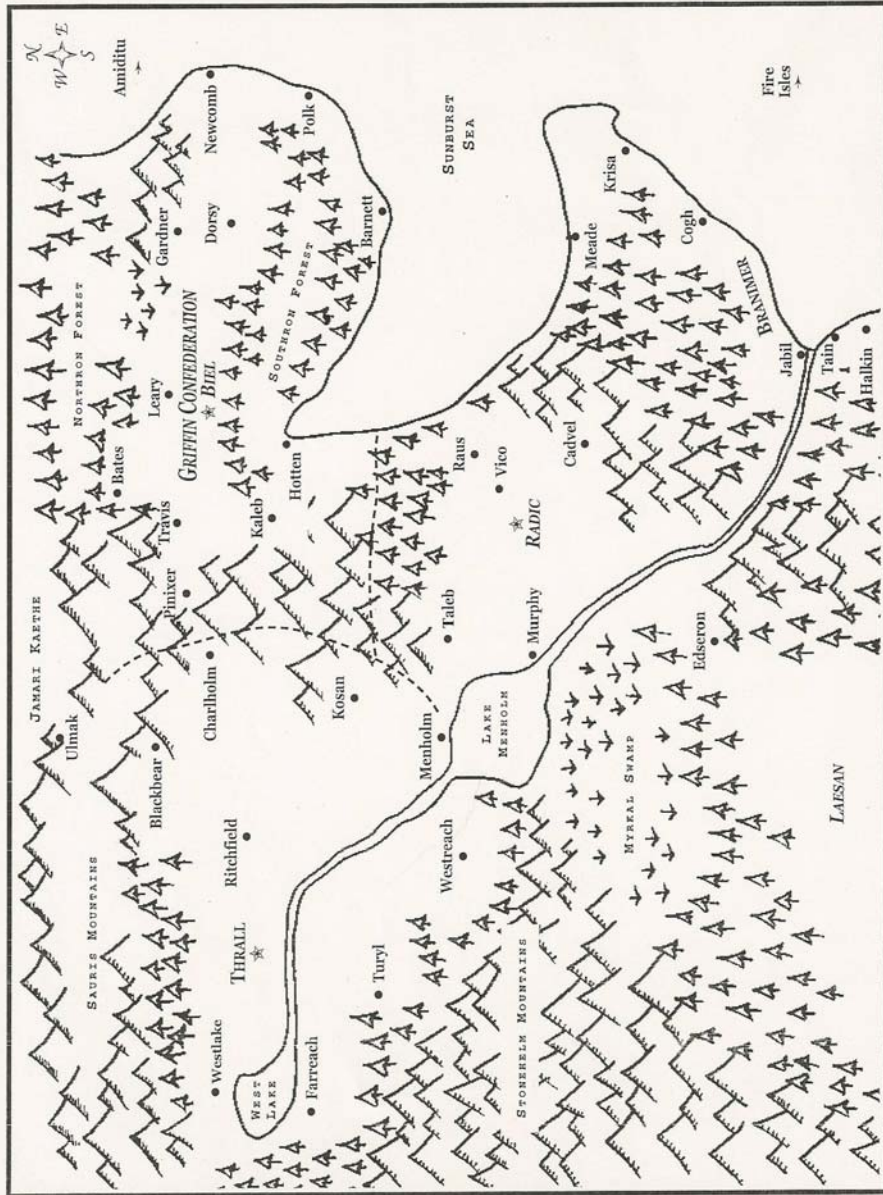 N
W E
S
JAMARI KAETHE
Ulmak
SAURIS MOUNTAINS
NORTHRON FOREST
Amiditu
Bates
Blackbear
Leary
Travis
Gardner
Pinixer
GRIFFIN CONFEDERATION
BIEL
Westlake
Charlholm
Newcomb
Dorsy
THRALL
Ritchfield
WEST
LAKE
Kaleb
SOUTHRON FOREST
Hotten
Farreach
Polk
Kosan
Turyl
Barnett
Menholm
Taleb
SUNBURST
SEA
Westreach
Raus
LAKE
MENHOLM
Vico
STONEHELM MOUNTAINS
RADIC
Murphy
Meade
Cadvel
Krisa
MYRKAL SWAMP
Edseron
Cogh
BRANIMER
Fire
Isles
Jabil
LAESAN
Tain
Halkin